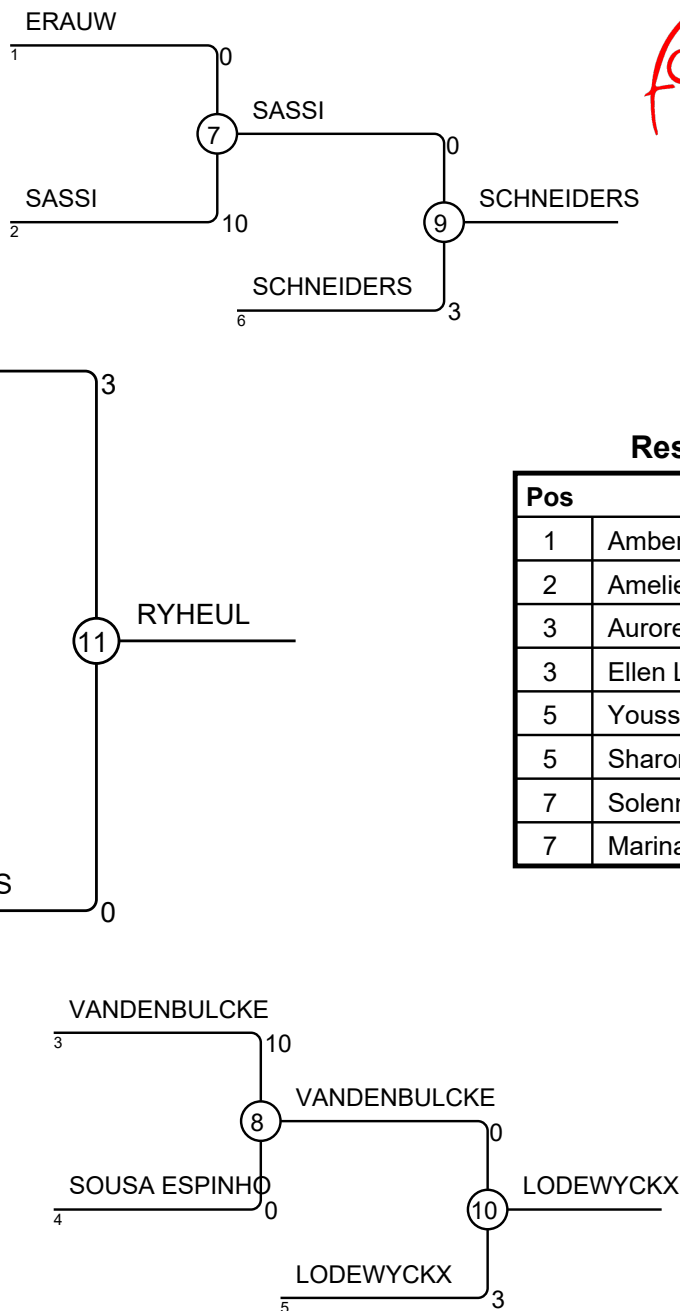 ERAUW
1
0
7
SASSI
SASSI
2
10
0
9
SCHNEIDERS
SCHNEIDERS
6
3
3
11
RYHEUL
S
0
Res
Pos
1 Amber
2 Amelie
3 Aurore
3 Ellen L
5 Youss
5 Sharon
7 Solenn
7 Marina
VANDENBULCKE
3
10
8
VANDENBULCKE
SOUSA ESPINHO
4
0
0
10
LODEWYCKX
LODEWYCKX
5
3